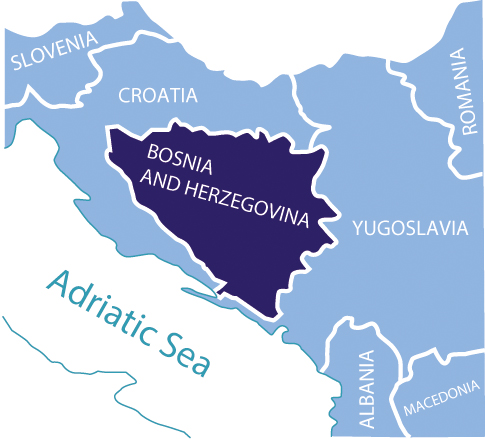 SLOVENIA
CROATIA
ROMANIA
BOSNIA
AND HERZEGOVINA
YUGOSLAVIA
Adriatic Sea
ALBANIA
MACEDONIA